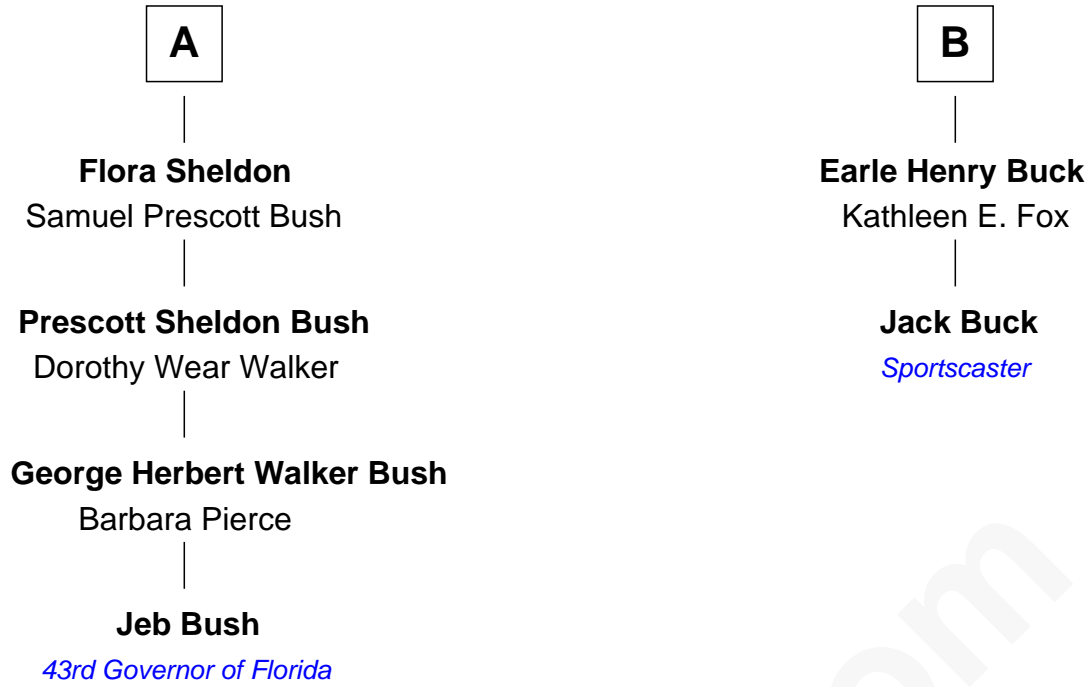 A
Flora Sheldon
Samuel Prescott Bush
Prescott Sheldon Bush
Dorothy Wear Walker
George Herbert Walker Bush
Barbara Pierce
Jeb Bush
43rd Governor of Florida
B
Earle Henry Buck
Kathleen E. Fox
Jack Buck
Sportscaster
om